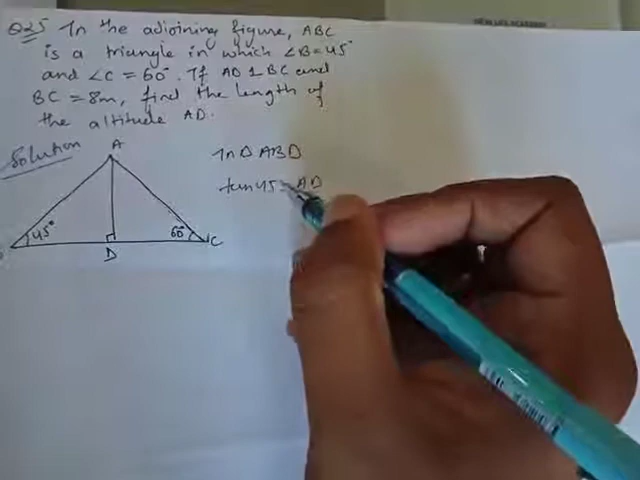 Q25 In the adjoining figure, ABC
is a triangle in which ∠B=45°
and ∠C = 60°. If AD ⊥ BC and
BC = 8m, find the length of
the altitude AD.
Solution
A
45°
60°
C
D
In Δ ABD
tan45 = AD